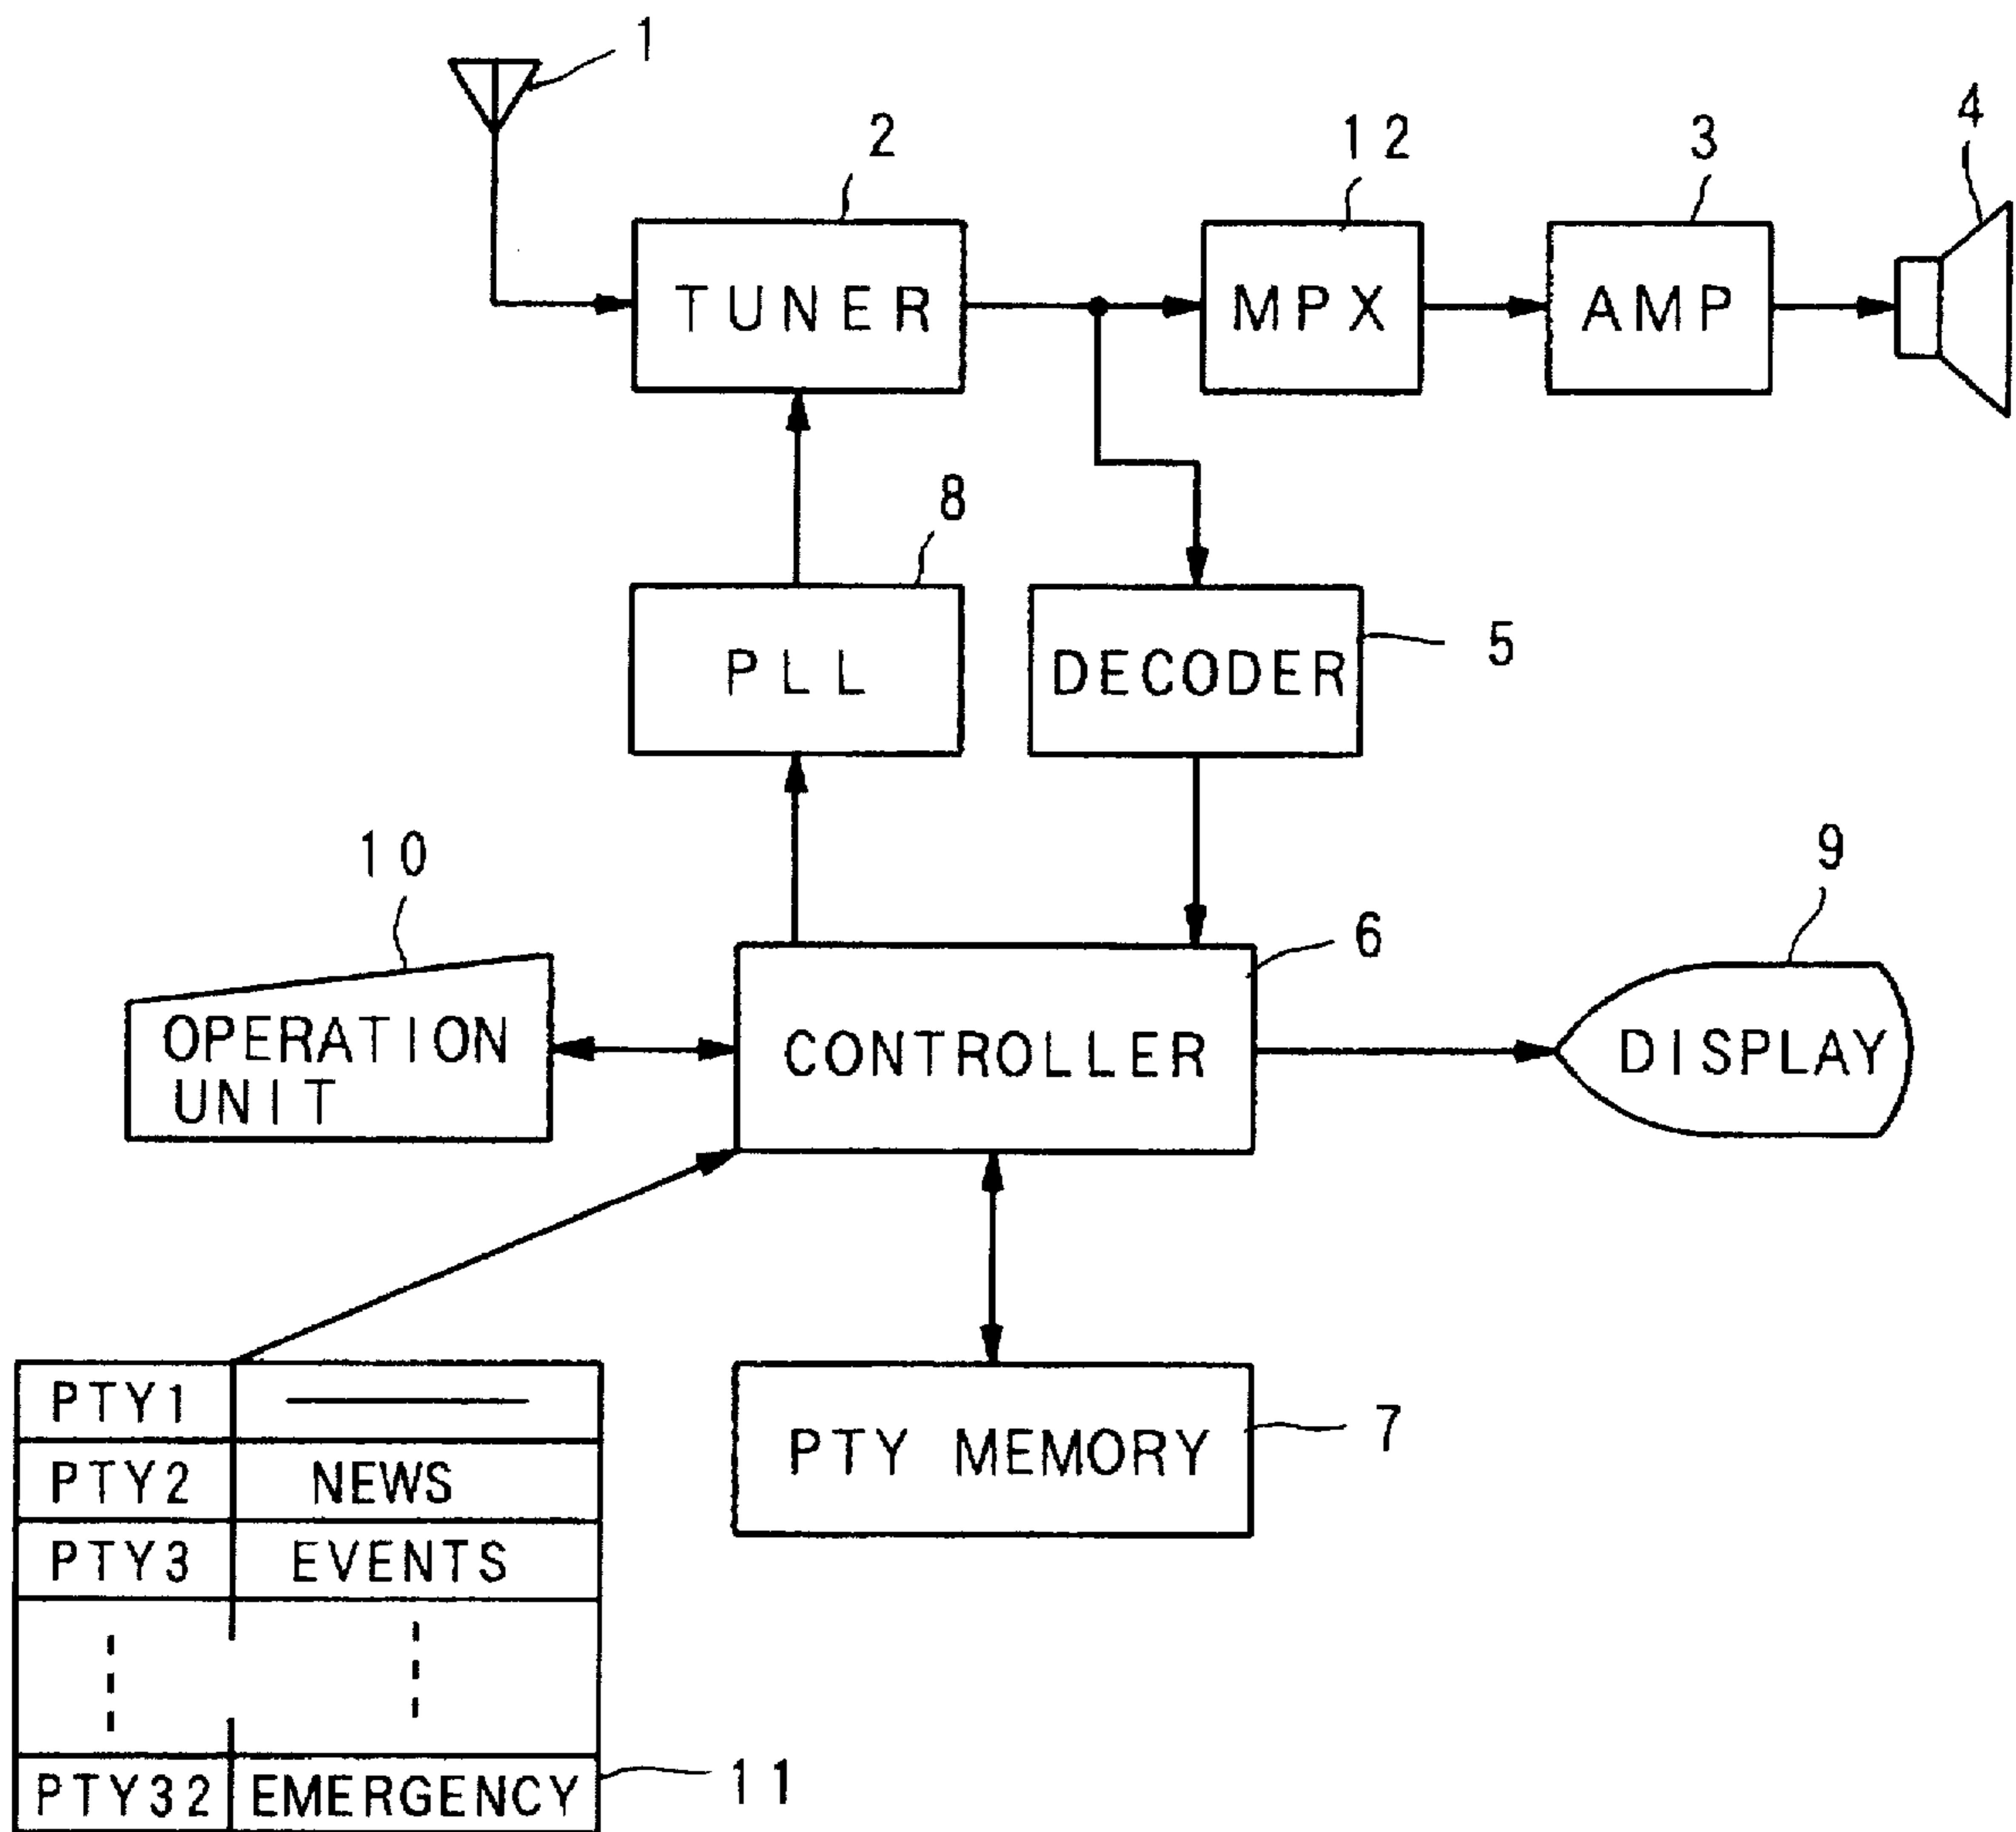 1
2
12
3
4
TUNER
MPX
AMP
8
5
PLL
DECODER
10
6
9
OPERATION
UNIT
CONTROLLER
DISPLAY
PTY1
PTY2 NEWS
PTY3 EVENTS
PTY32 EMERGENCY
11
PTY MEMORY
7